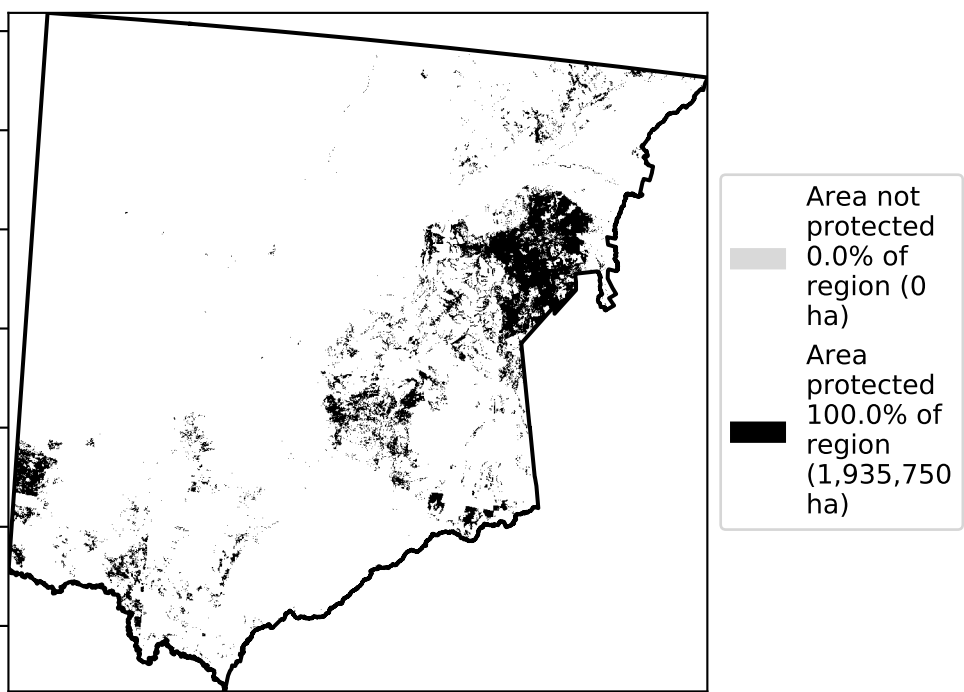 Area not
protected
0.0% of
region (0
ha)
Area
protected
100.0% of
region
(1,935,750
ha)